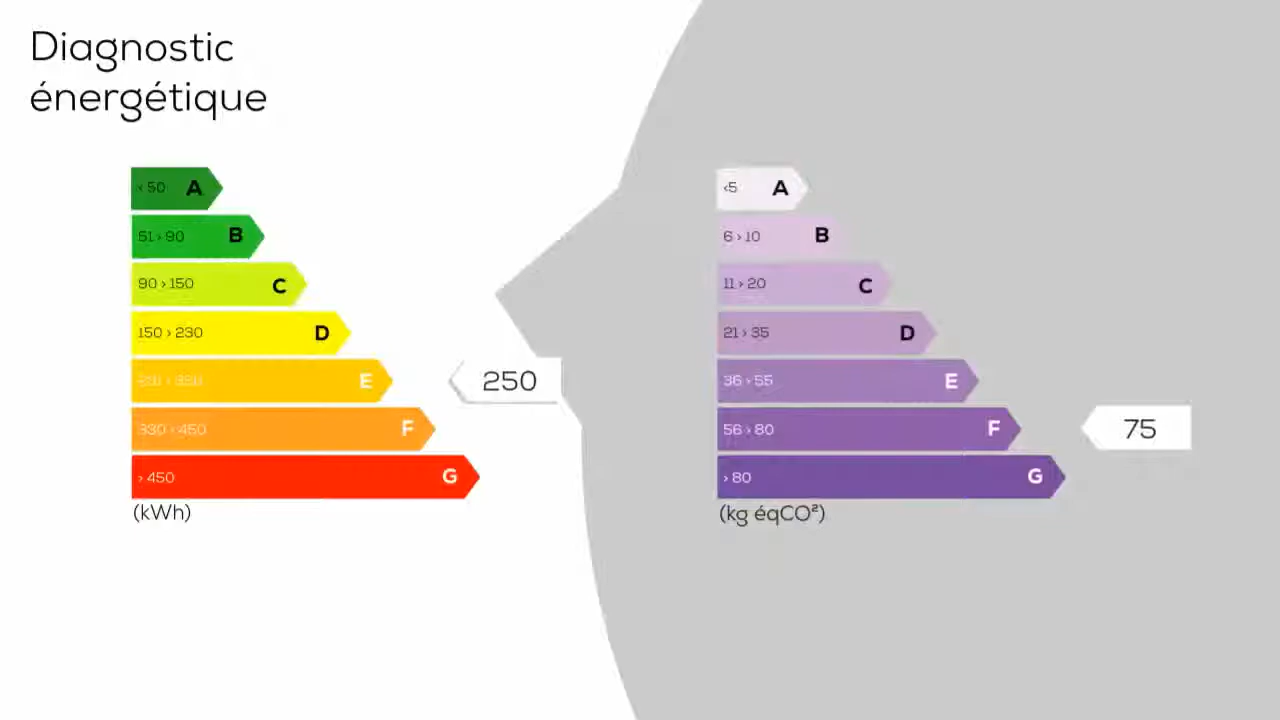 Diagnostic
énergétique
< 50 A
51 > 90 B
90 > 150 C
150 > 230 D
E
250
330 > 450 F
> 450 G
(kWh)
<5 A
6 > 10 B
11 > 20 C
21 > 35 D
36 > 55 E
56 > 80 F
75
> 80 G
(kg éqCO²)